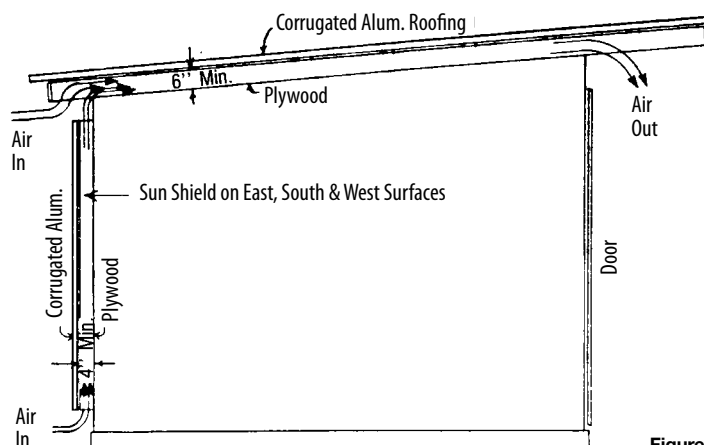 Corrugated Alum. Roofing
6'' Min.
Plywood
Air
In
Air
Out
Sun Shield on East, South & West Surfaces
Corrugated Alum.
Plywood
Door
4'' Min.
Air
In
Figure